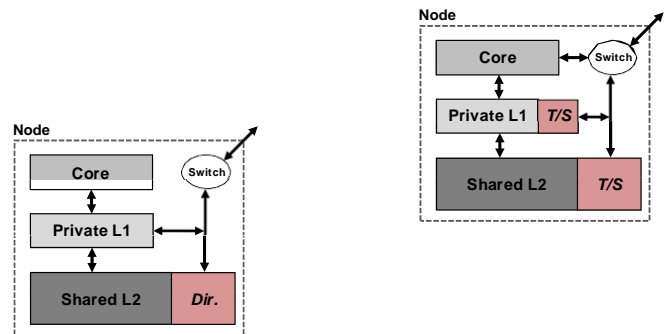 Node
Core
Switch
Private L1
T/S
Shared L2
T/S
Node
Core
Switch
Private L1
Shared L2
Dir.